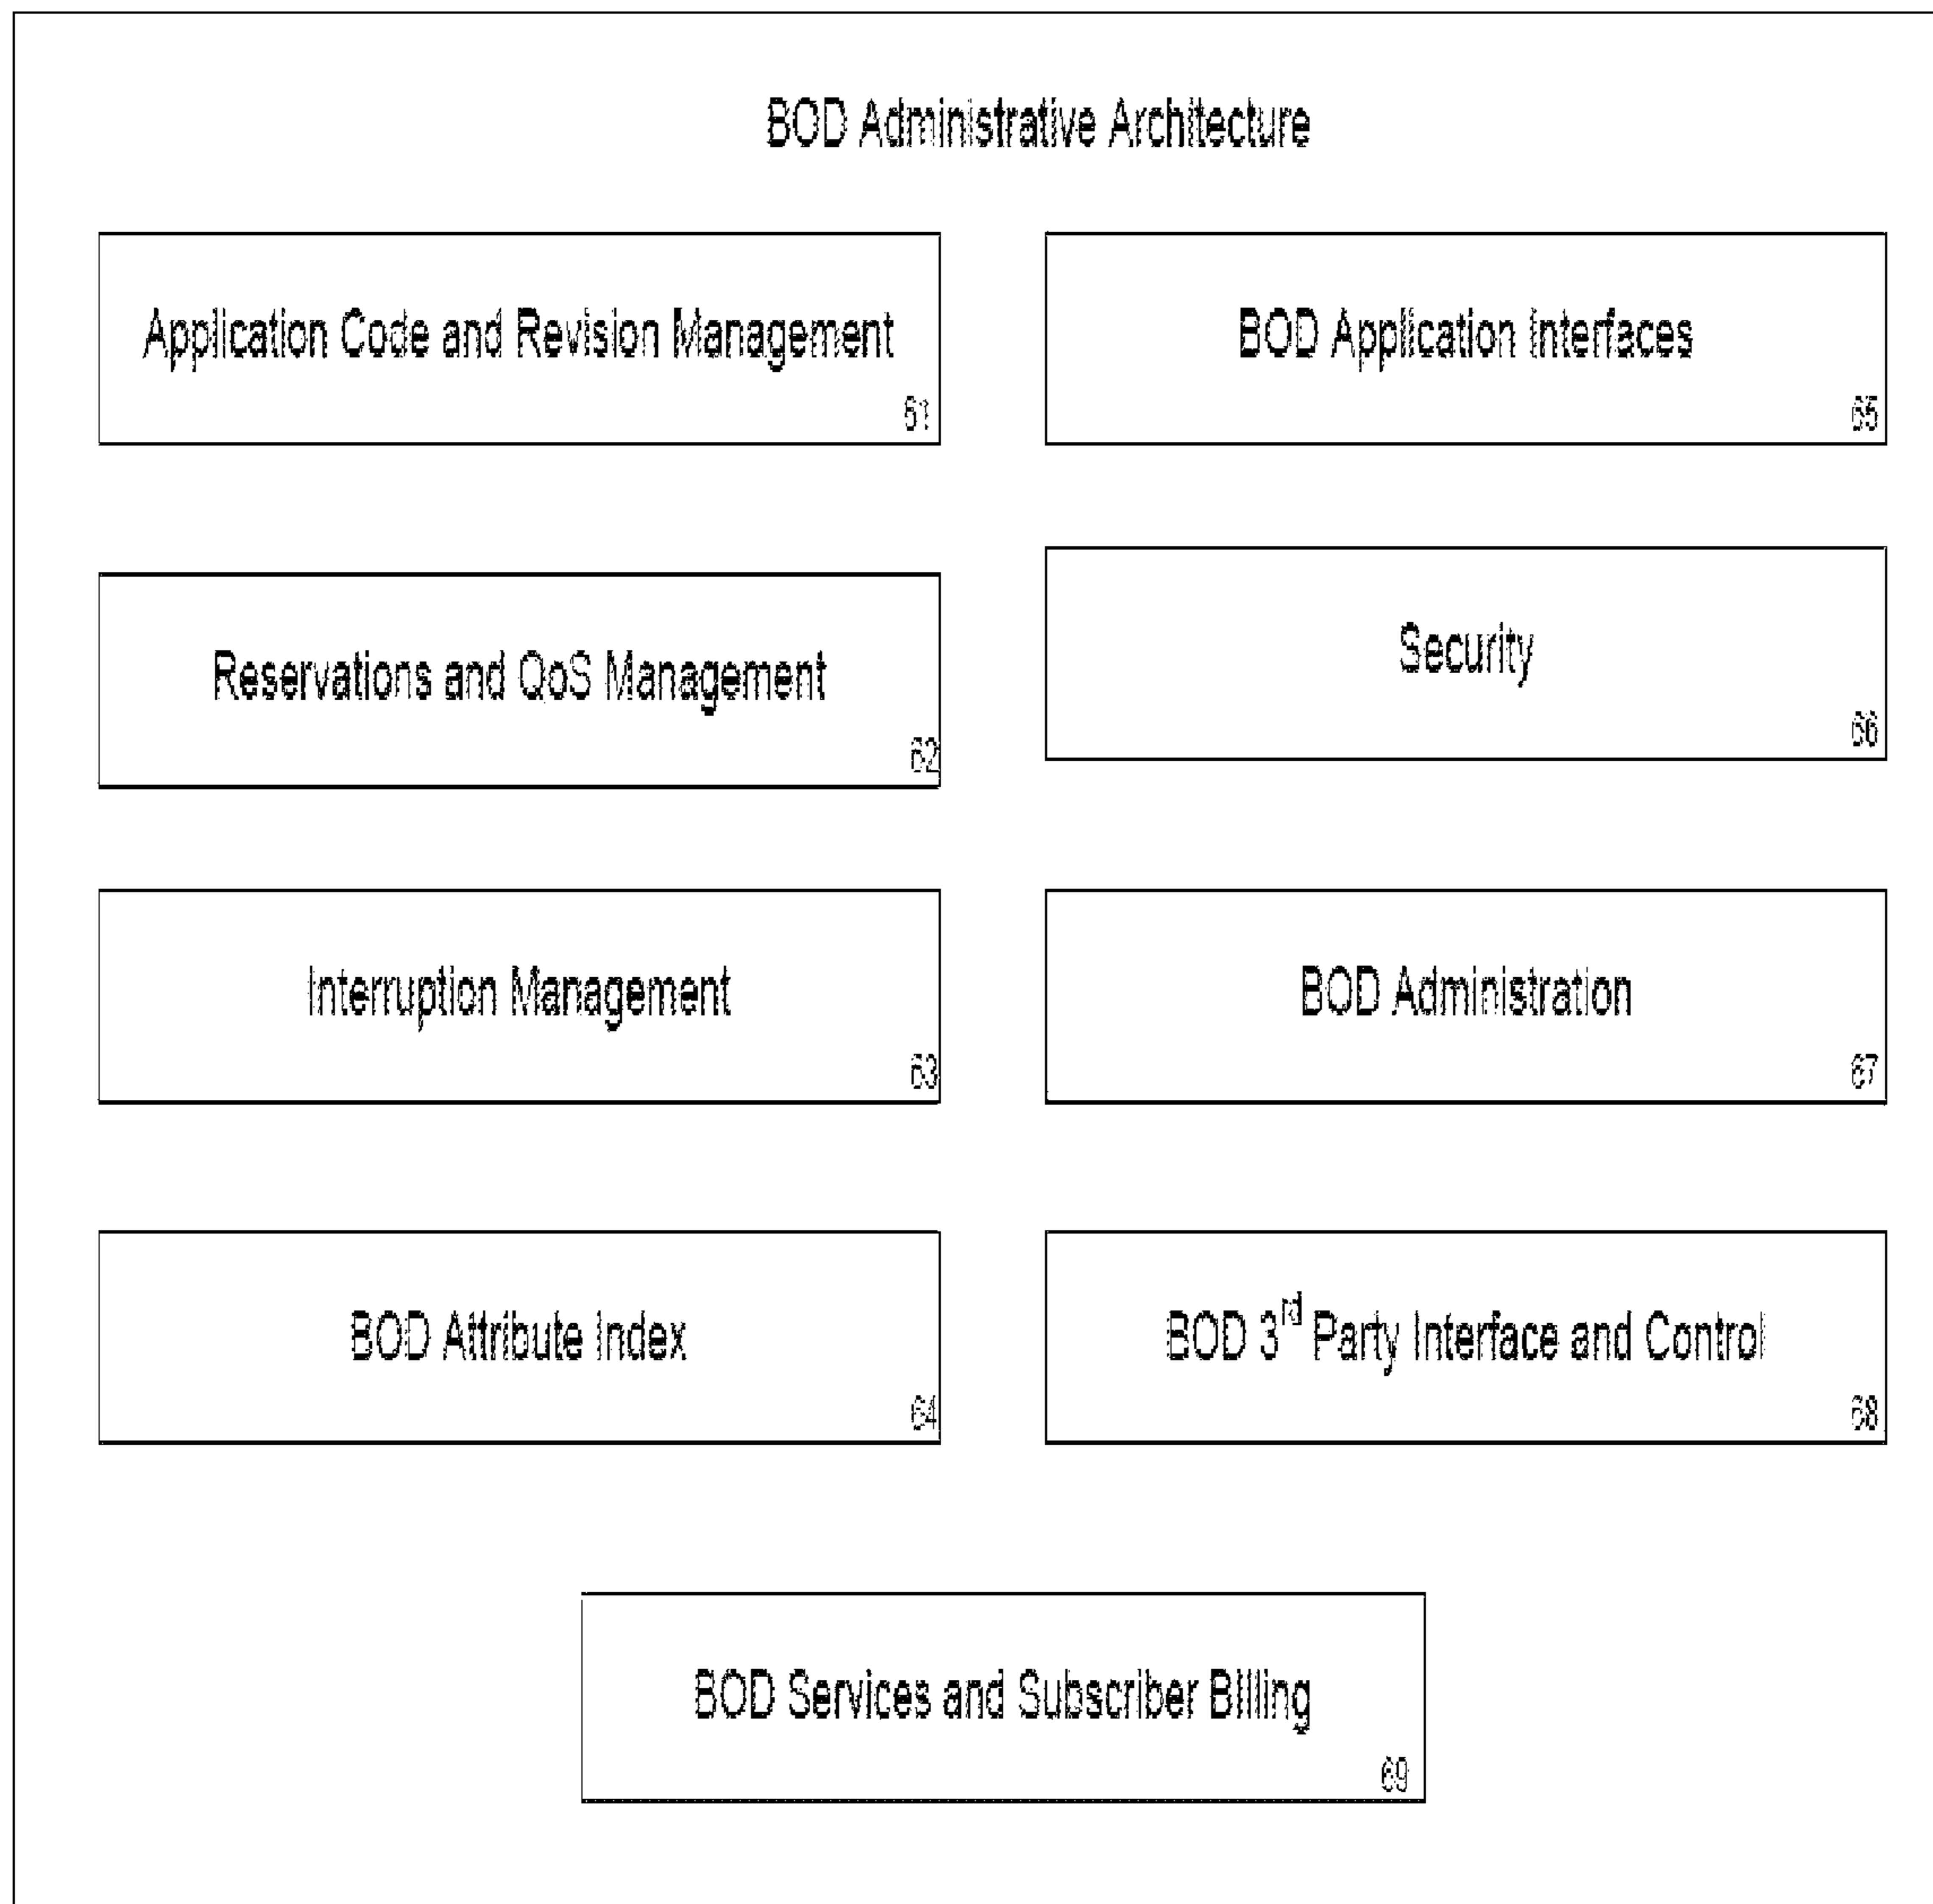 BOD Administrative Architecture
Application Code and Revision Management
61
BOD Application Interfaces
65
Reservations and QoS Management
62
Security
66
Interruption Management
63
BOD Administration
67
BOD Attribute Index
64
BOD 3rd Party Interface and Control
68
BOD Services and Subscriber Billing
69